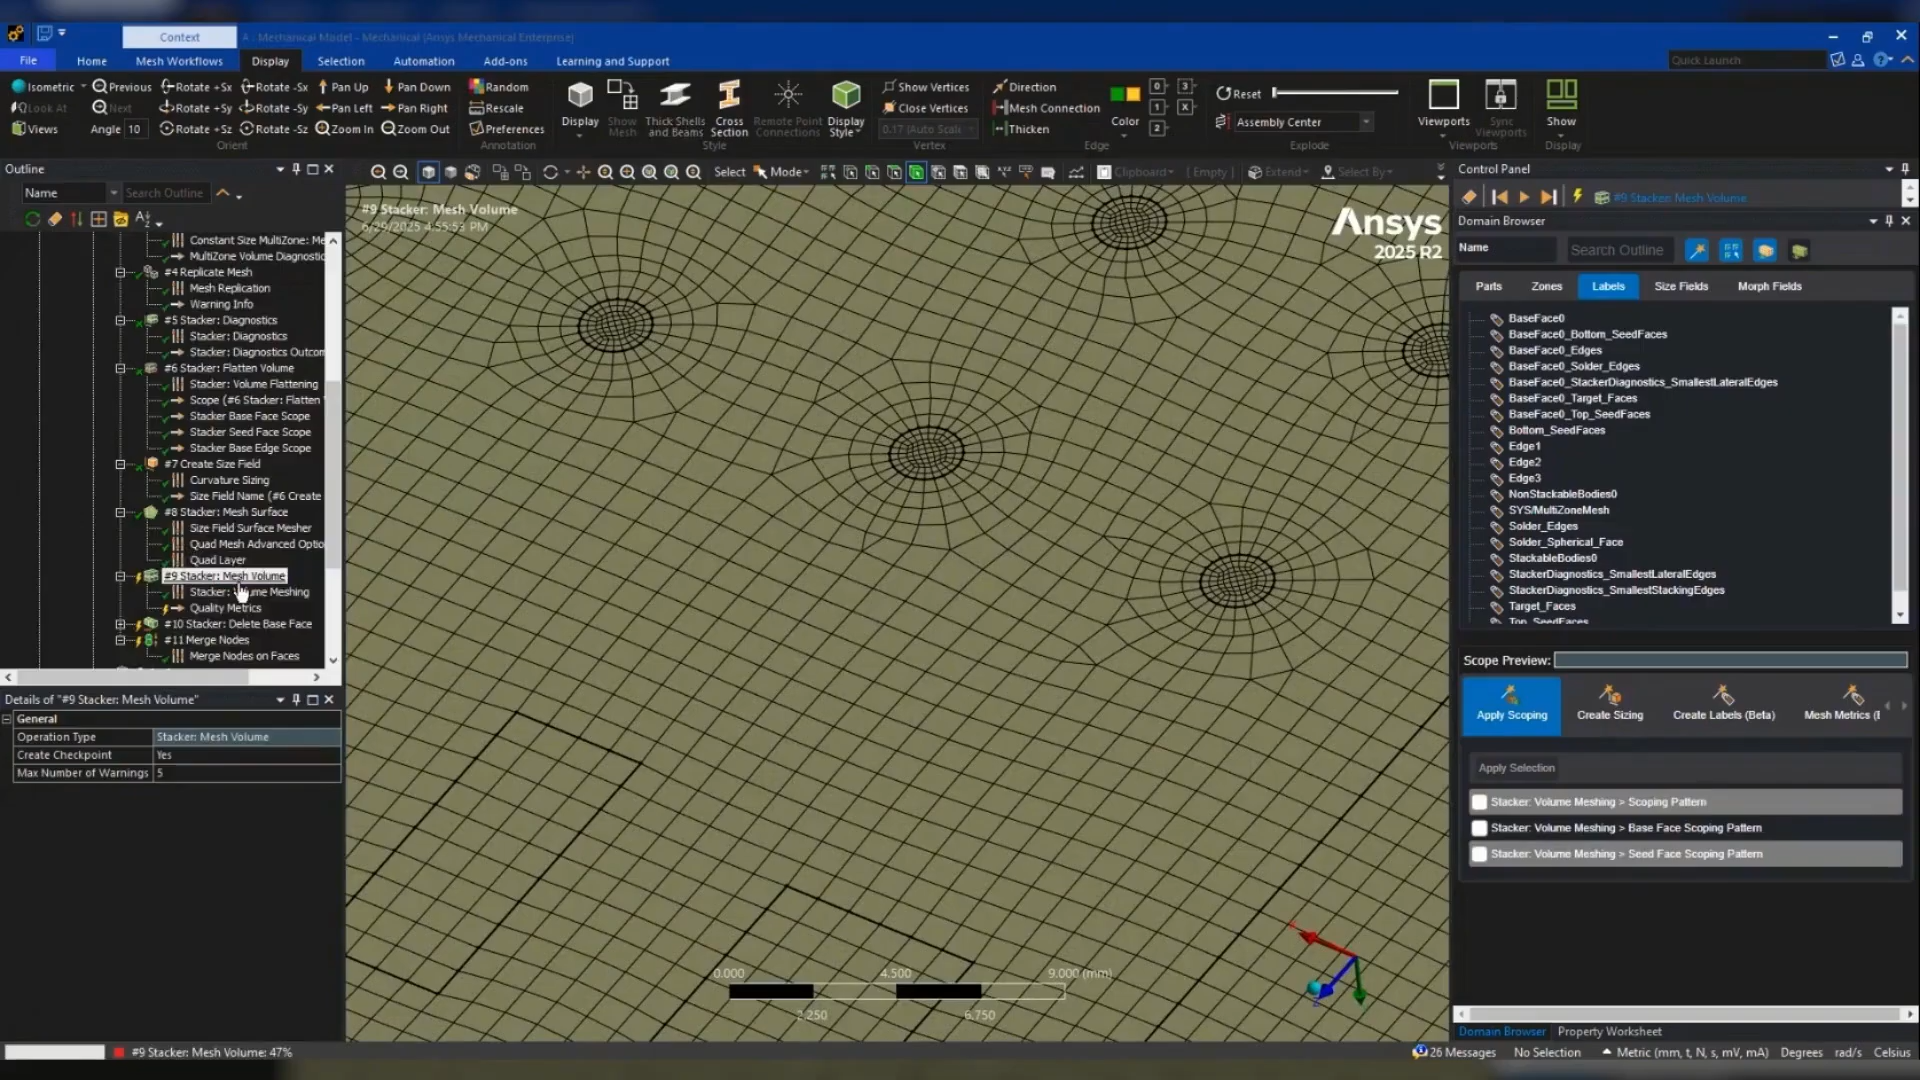 Context
A : Mechanical Model - Mechanical (Ansys Mechanical Enterprise)
File Home Mesh Workflows Display Selection Automation Add-ons Learning and Support Quick Launch
Isometric Previous Rotate +Sx Rotate -Sx Pan Up Pan Down Random Show Vertices Direction Reset
Look At Next Rotate +Sy Rotate -Sy Pan Left Pan Right Rescale Close Vertices Mesh Connection Assembly Center
Views Angle 10 Rotate +Sz Rotate -Sz Zoom In Zoom Out Preferences 0.17 (Auto Scale) Thicken
Display Show Mesh Thick Shells and Beams Cross Section Remote Point Connections Display Style Color Viewports Sync Viewports Show
0 3 1 X 2
Orient Annotation Style Vertex Edge Explode Viewports Display
Outline
Name Search Outline
Select Mode Clipboard [ Empty ] Extend Select By
Constant Size MultiZone: Me
MultiZone Volume Diagnostic
#4 Replicate Mesh
Mesh Replication
Warning Info
#5 Stacker: Diagnostics
Stacker: Diagnostics
Stacker: Diagnostics Outcom
#6 Stacker: Flatten Volume
Stacker: Volume Flattening
Scope (#6 Stacker: Flatten
Stacker Base Face Scope
Stacker Seed Face Scope
Stacker Base Edge Scope
#7 Create Size Field
Curvature Sizing
Size Field Name (#6 Create
#8 Stacker: Mesh Surface
Size Field Surface Mesher
Quad Mesh Advanced Optio
Quad Layer
#9 Stacker: Mesh Volume
Stacker: Volume Meshing
Quality Metrics
#10 Stacker: Delete Base Face
#11 Merge Nodes
Merge Nodes on Faces
Details of "#9 Stacker: Mesh Volume"
General
Operation Type Stacker: Mesh Volume
Create Checkpoint Yes
Max Number of Warnings 5
#9 Stacker: Mesh Volume
6/29/2025 4:55:53 PM
Ansys
2025 R2
0.000 4.500 9.000 (mm)
2.250 6.750
Control Panel
#9 Stacker: Mesh Volume
Domain Browser
Name Search Outline
Parts Zones Labels Size Fields Morph Fields
BaseFace0
BaseFace0_Bottom_SeedFaces
BaseFace0_Edges
BaseFace0_Solder_Edges
BaseFace0_StackerDiagnostics_SmallestLateralEdges
BaseFace0_Target_Faces
BaseFace0_Top_SeedFaces
Bottom_SeedFaces
Edge1
Edge2
Edge3
NonStackableBodies0
SYS/MultiZoneMesh
Solder_Edges
Solder_Spherical_Face
StackableBodies0
StackerDiagnostics_SmallestLateralEdges
StackerDiagnostics_SmallestStackingEdges
Target_Faces
Top_SeedFaces
Scope Preview:
Apply Scoping Create Sizing Create Labels (Beta) Mesh Metrics (
Apply Selection
Stacker: Volume Meshing > Scoping Pattern
Stacker: Volume Meshing > Base Face Scoping Pattern
Stacker: Volume Meshing > Seed Face Scoping Pattern
Domain Browser Property Worksheet
#9 Stacker: Mesh Volume: 47% 26 Messages No Selection Metric (mm, t, N, s, mV, mA) Degrees rad/s Celsius